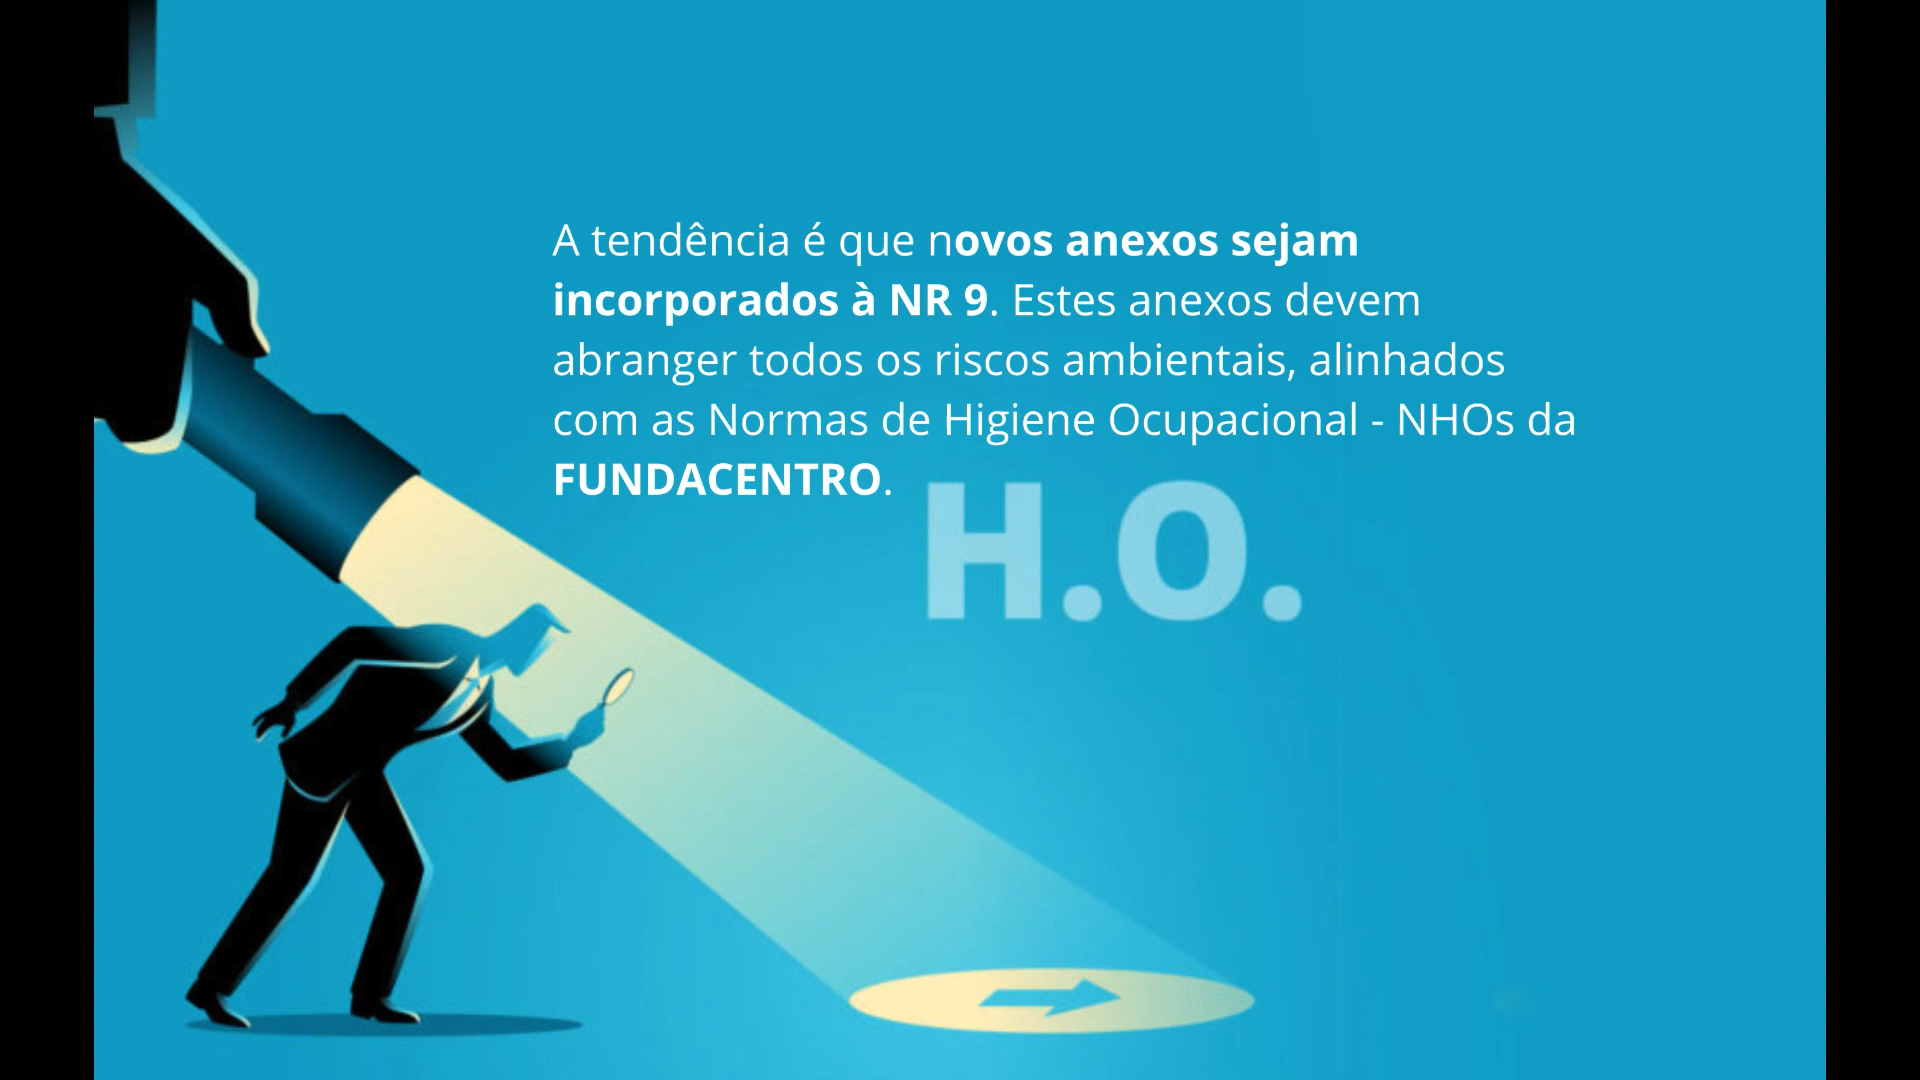 A tendência é que novos anexos sejam
incorporados à NR 9. Estes anexos devem
abranger todos os riscos ambientais, alinhados
com as Normas de Higiene Ocupacional - NHOs da
FUNDACENTRO.
H.O.